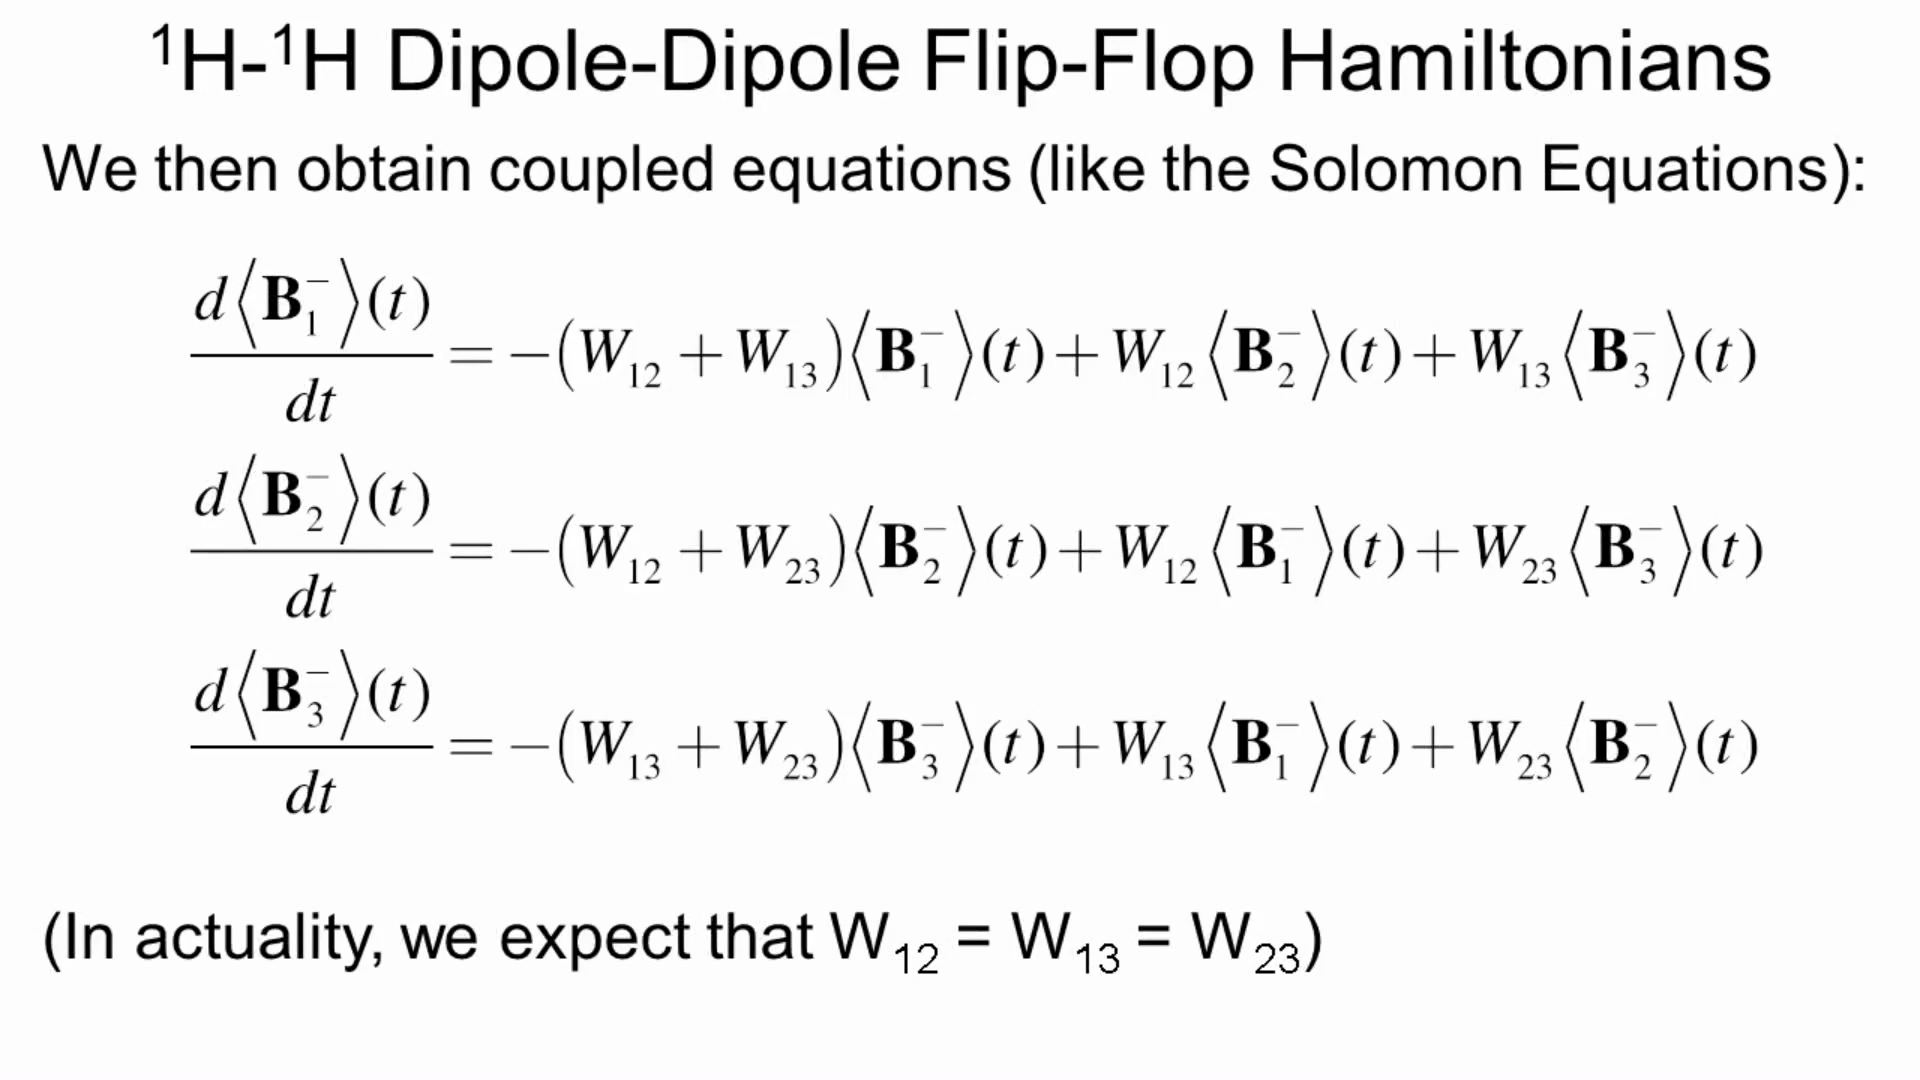 ¹H-¹H Dipole-Dipole Flip-Flop Hamiltonians
We then obtain coupled equations (like the Solomon Equations):
d⟨B₁⁻⟩(t)/dt = −(W₁₂ + W₁₃)⟨B₁⁻⟩(t) + W₁₂⟨B₂⁻⟩(t) + W₁₃⟨B₃⁻⟩(t)
d⟨B₂⁻⟩(t)/dt = −(W₁₂ + W₂₃)⟨B₂⁻⟩(t) + W₁₂⟨B₁⁻⟩(t) + W₂₃⟨B₃⁻⟩(t)
d⟨B₃⁻⟩(t)/dt = −(W₁₃ + W₂₃)⟨B₃⁻⟩(t) + W₁₃⟨B₁⁻⟩(t) + W₂₃⟨B₂⁻⟩(t)
(In actuality, we expect that W₁₂ = W₁₃ = W₂₃)